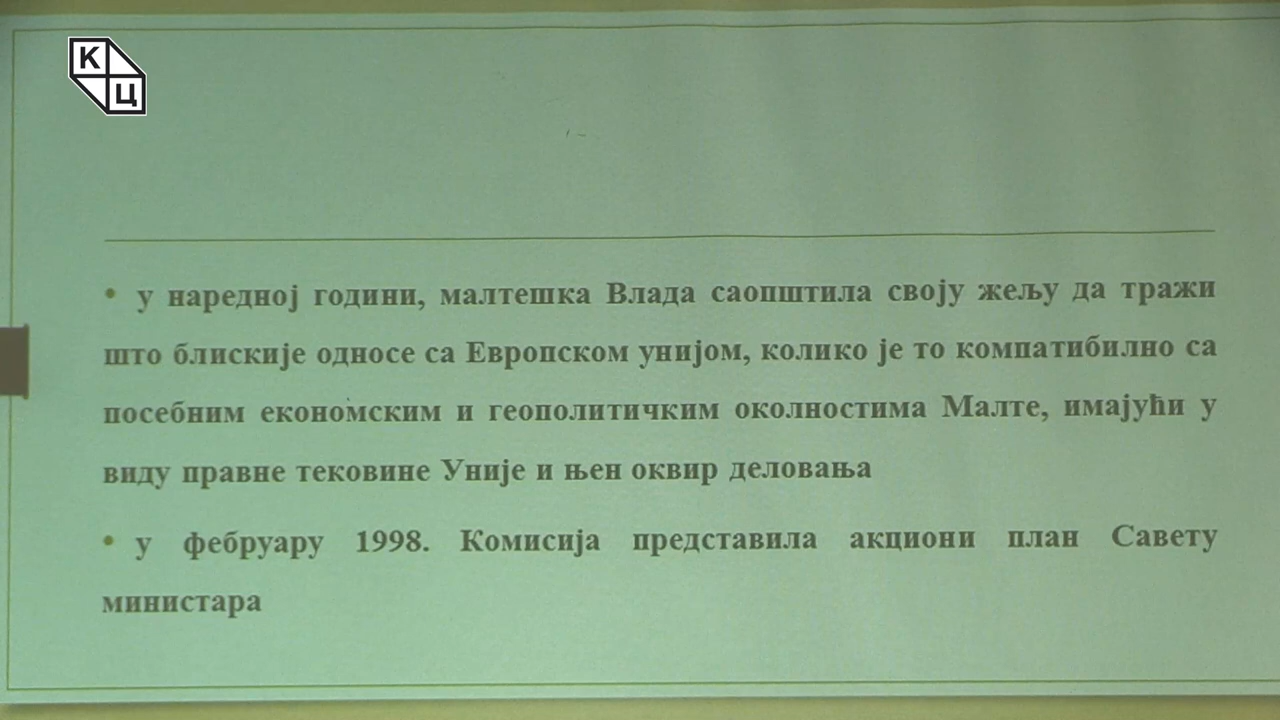 К
Ц
• у наредној години, малтешка Влада саопштила своју жељу да тражи
што блискије односе са Европском унијом, колико је то компатибилно са
посебним економским и геополитичким околностима Малте, имајући у
виду правне тековине Уније и њен оквир деловања
• у фебруару 1998. Комисија представила акциони план Савету
министара